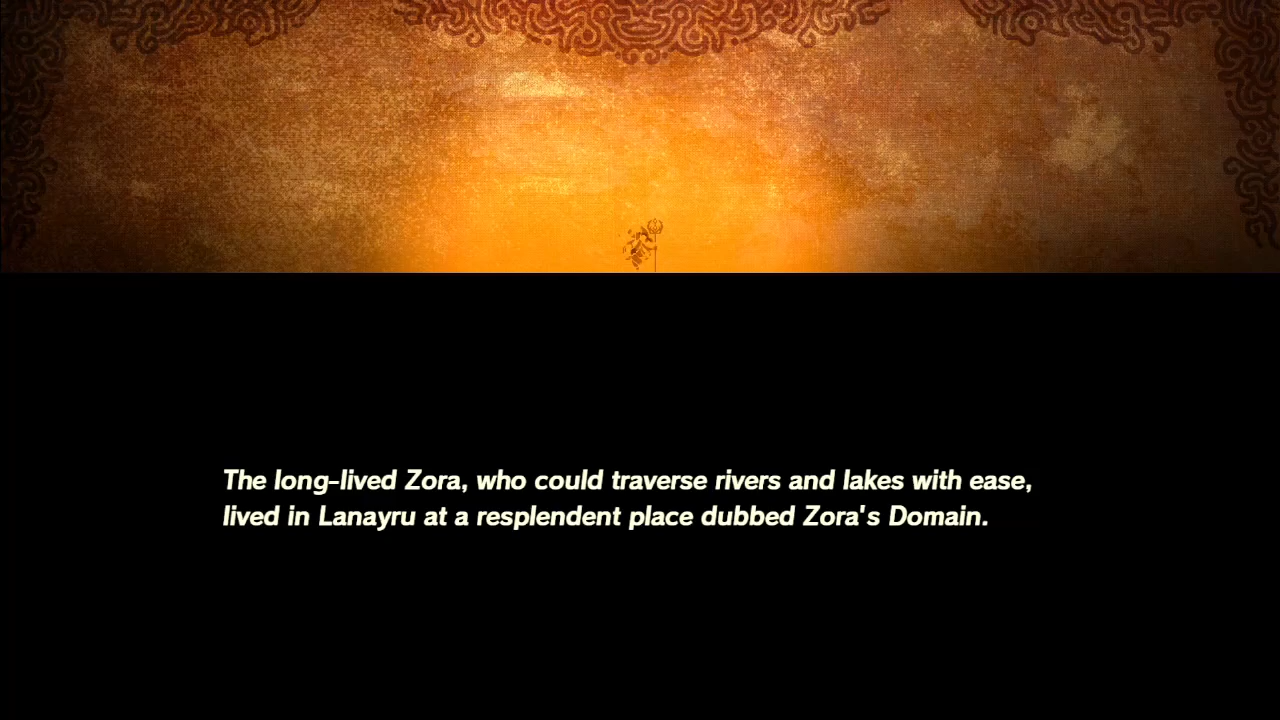 The long-lived Zora, who could traverse rivers and lakes with ease,
lived in Lanayru at a resplendent place dubbed Zora's Domain.